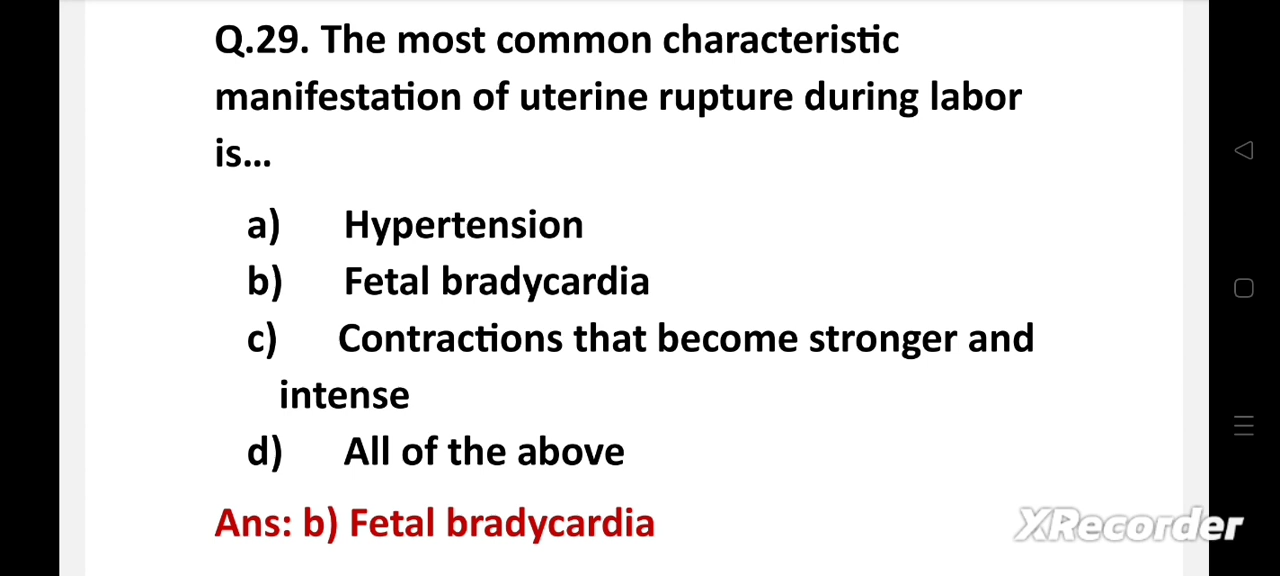 Q.29. The most common characteristic
manifestation of uterine rupture during labor
is...
a) Hypertension
b) Fetal bradycardia
c) Contractions that become stronger and
intense
d) All of the above
Ans: b) Fetal bradycardia
XRecorder